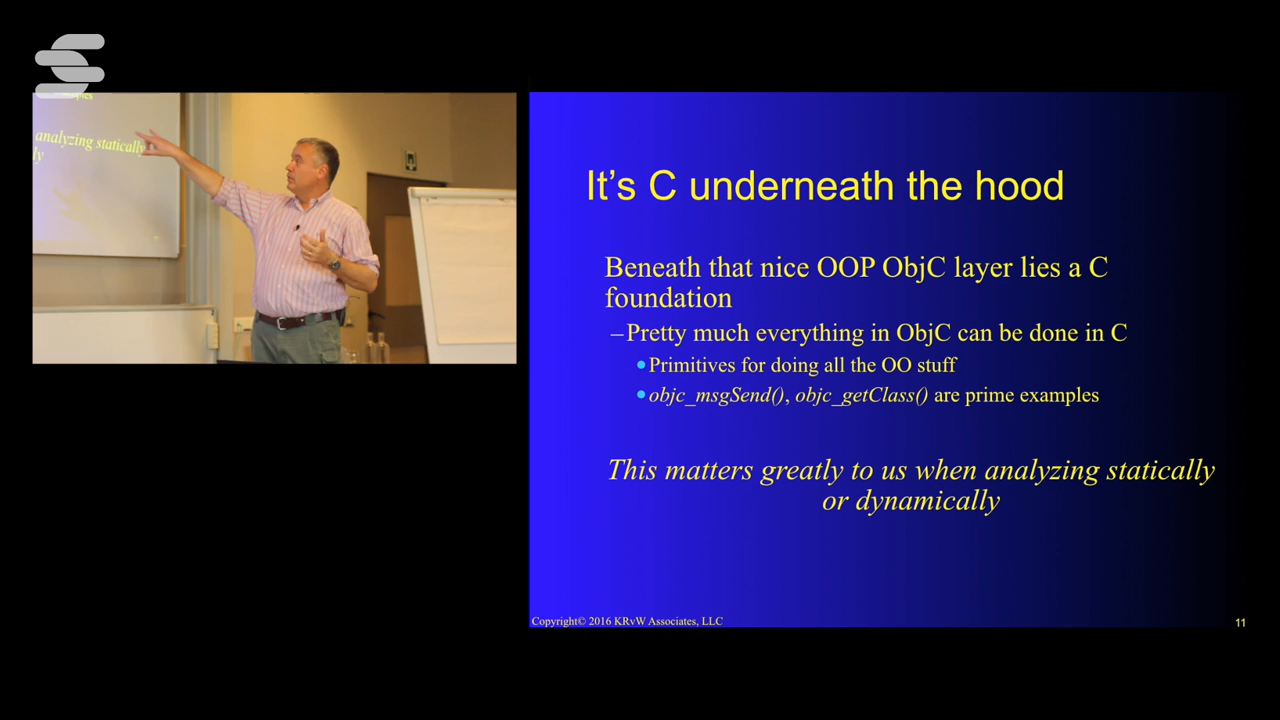 analyzing statically
ly
It's C underneath the hood
Beneath that nice OOP ObjC layer lies a C
foundation
–Pretty much everything in ObjC can be done in C
•Primitives for doing all the OO stuff
•objc_msgSend(), objc_getClass() are prime examples
This matters greatly to us when analyzing statically
or dynamically
Copyright© 2016 KRvW Associates, LLC
11